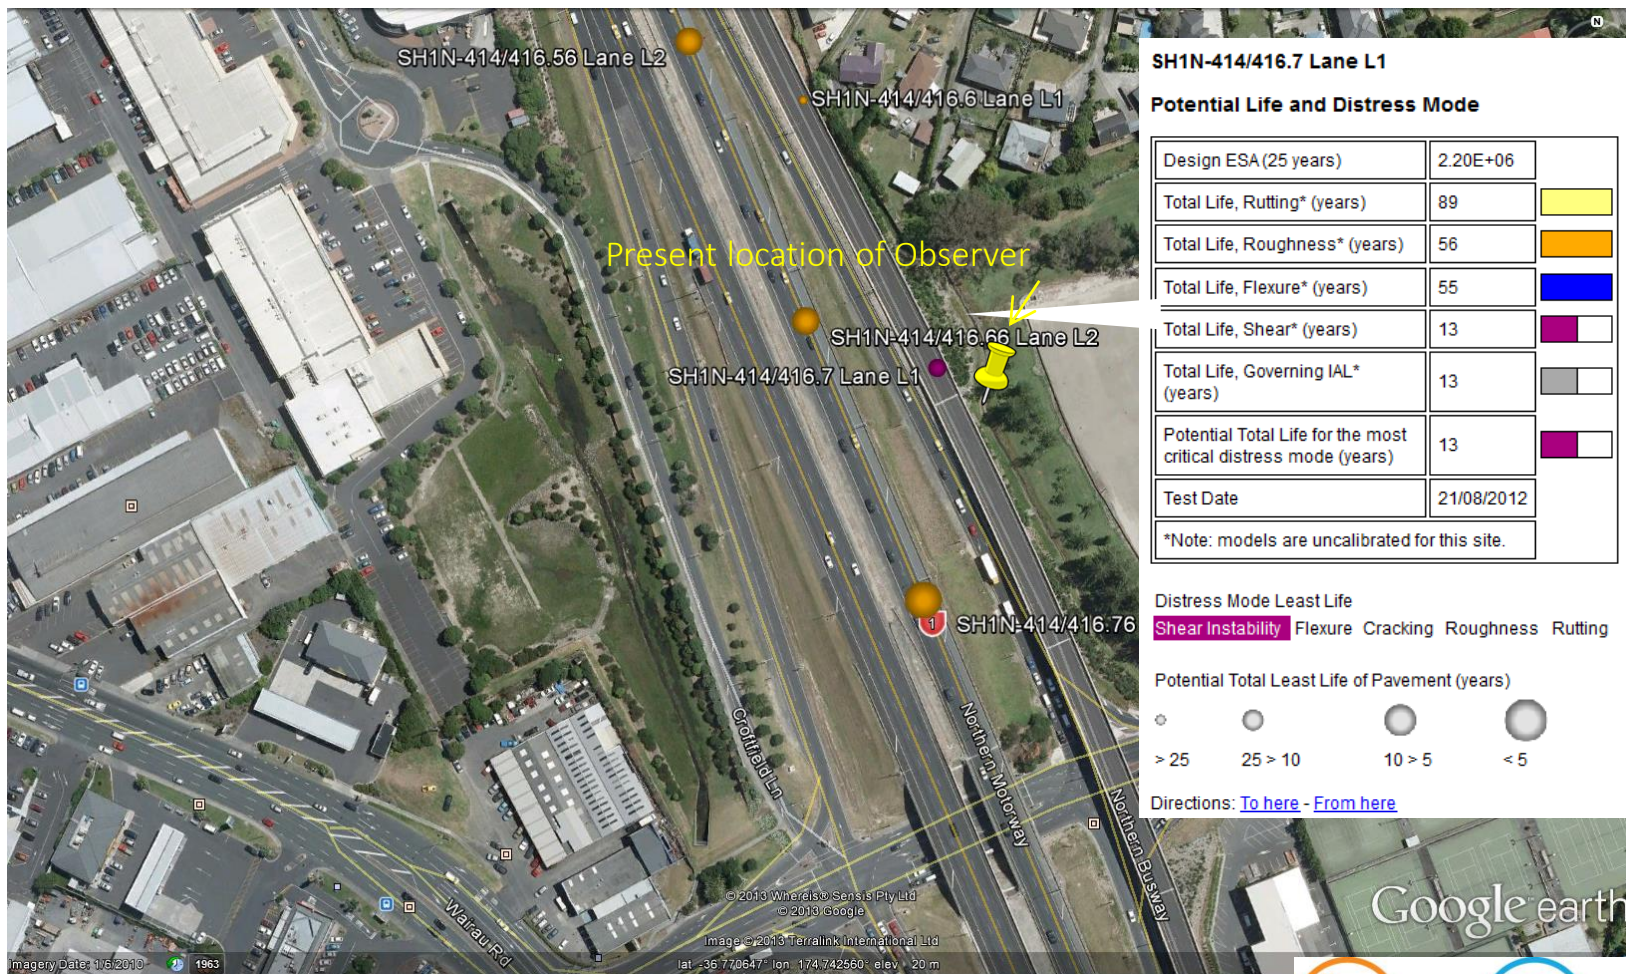 SH1N-414/416.56 Lane L2
SH1N-414/416.6 Lane L1
Present location of Observer
SH1N-414/416.66 Lane L2
SH1N-414/416.7 Lane L1
1
SH1N-414/416.76
Croftfield Ln
Northern Motorway
Northern Busway
Wairau Rd
© 2013 Whereis® Sensis Pty Ltd
© 2013 Google
Image © 2013 Terralink International Ltd
Imagery Date: 1/6/2010
1963
lat -36.770647° lon. 174.742560° elev 20 m
N
SH1N-414/416.7 Lane L1
Potential Life and Distress Mode
Design ESA (25 years) 2.20E+06
Total Life, Rutting* (years) 89
Total Life, Roughness* (years) 56
Total Life, Flexure* (years) 55
Total Life, Shear* (years) 13
Total Life, Governing IAL*
(years) 13
Potential Total Life for the most
critical distress mode (years) 13
Test Date 21/08/2012
*Note: models are uncalibrated for this site.
Distress Mode Least Life
Shear Instability Flexure Cracking Roughness Rutting
Potential Total Least Life of Pavement (years)
> 25 25 > 10 10 > 5 < 5
Directions: To here - From here
Google earth